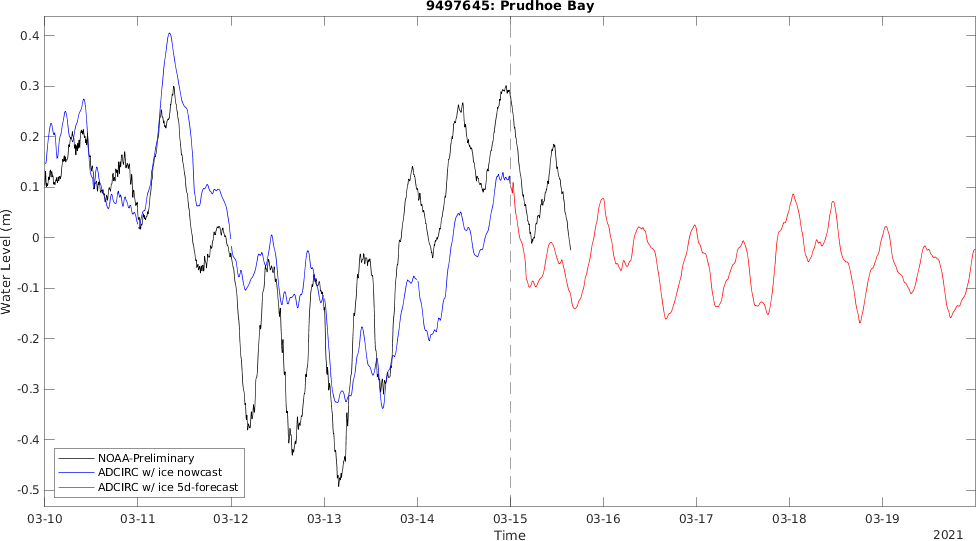 9497645: Prudhoe Bay
0.4
0.3
0.2
0.1
0
-0.1
-0.2
-0.3
-0.4
-0.5
Water Level (m)
NOAA-Preliminary
ADCIRC w/ ice nowcast
ADCIRC w/ ice 5d-forecast
03-10 03-11 03-12 03-13 03-14 03-15 03-16 03-17 03-18 03-19
Time
2021